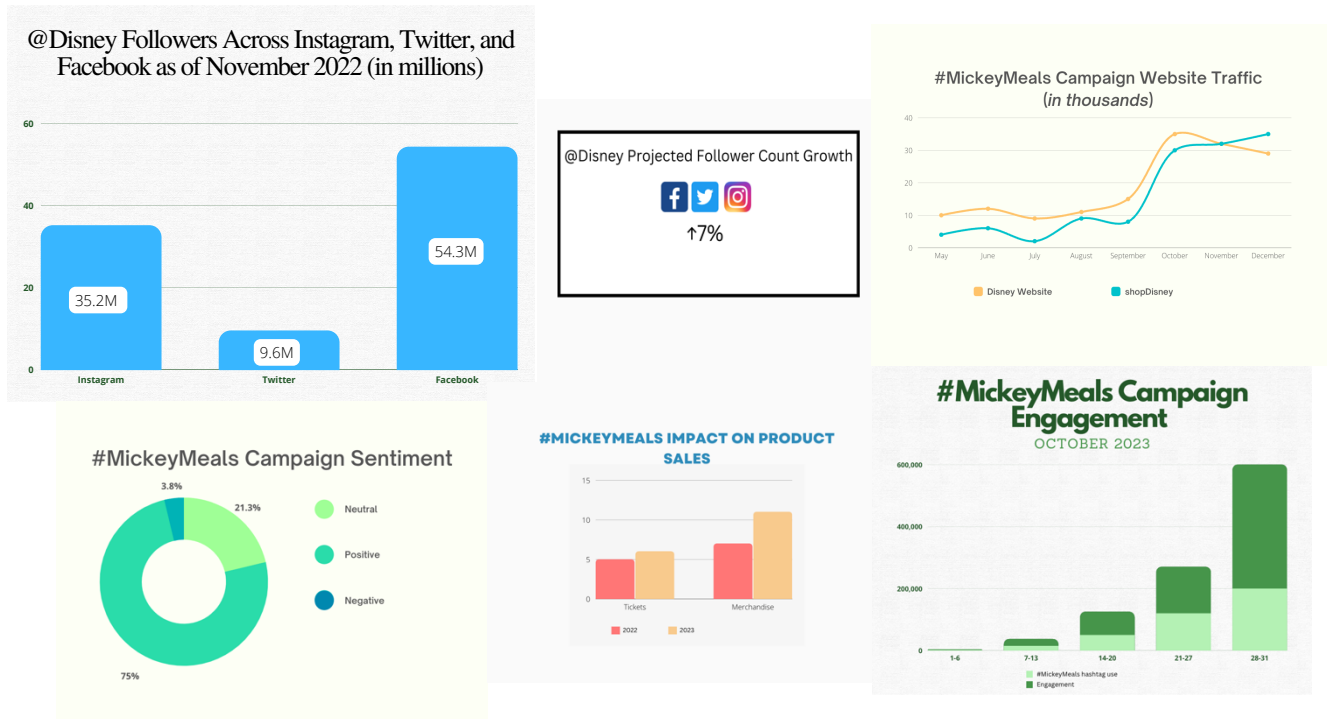 @Disney Followers Across Instagram, Twitter, and
Facebook as of November 2022 (in millions)
60
40
20
0
35.2M
9.6M
54.3M
Instagram
Twitter
Facebook
@Disney Projected Follower Count Growth
↑7%
#MickeyMeals Campaign Website Traffic
(in thousands)
40
30
20
10
0
May
June
July
August
September
October
November
December
Disney Website
shopDisney
#MickeyMeals Campaign Sentiment
3.8%
21.3%
75%
Neutral
Positive
Negative
#MICKEYMEALS IMPACT ON PRODUCT
SALES
15
10
5
0
Tickets
Merchandise
2022
2023
#MickeyMeals Campaign
Engagement
OCTOBER 2023
600,000
400,000
200,000
0
1-6
7-13
14-20
21-27
28-31
#MickeyMeals hashtag use
Engagement